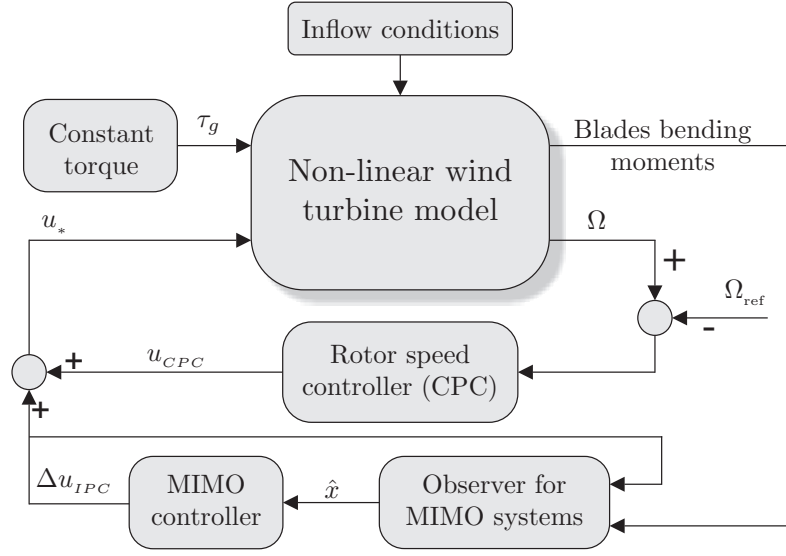 Inflow conditions
Constant
torque
τ_g
Non-linear wind
turbine model
Blades bending
moments
u_*
Ω
+
Ω_ref
-
u_CPC
+
Rotor speed
controller (CPC)
+
Δu_IPC
MIMO
controller
x̂
Observer for
MIMO systems